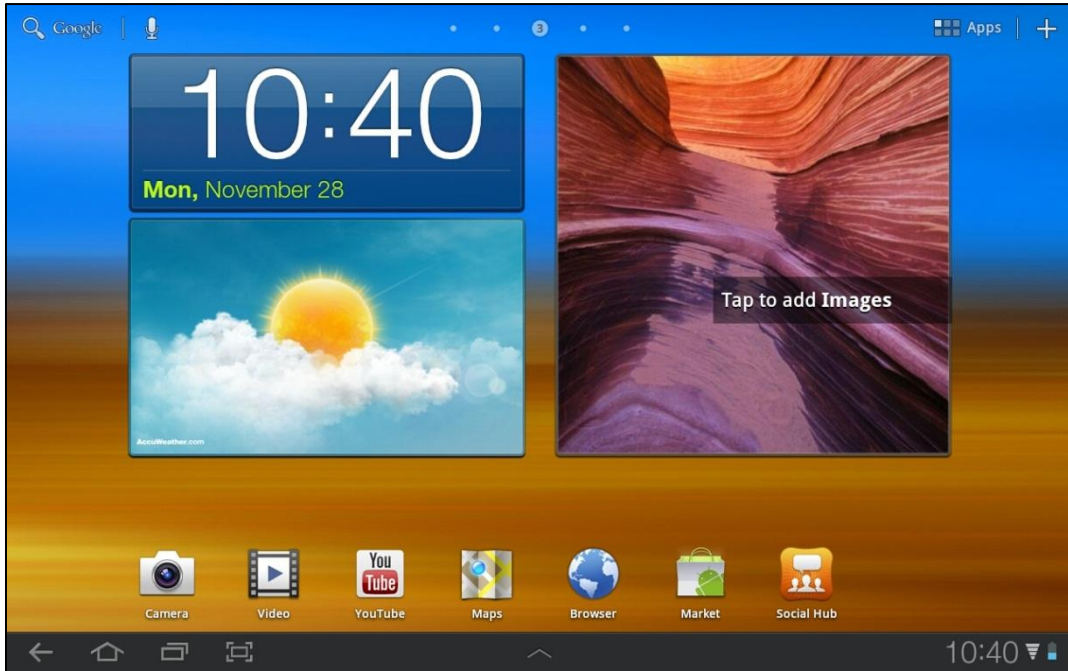 Google
3
Apps
10:40
Mon, November 28
AccuWeather.com
Tap to add Images
You
Tube
Camera
Video
YouTube
Maps
Browser
Market
Social Hub
10:40